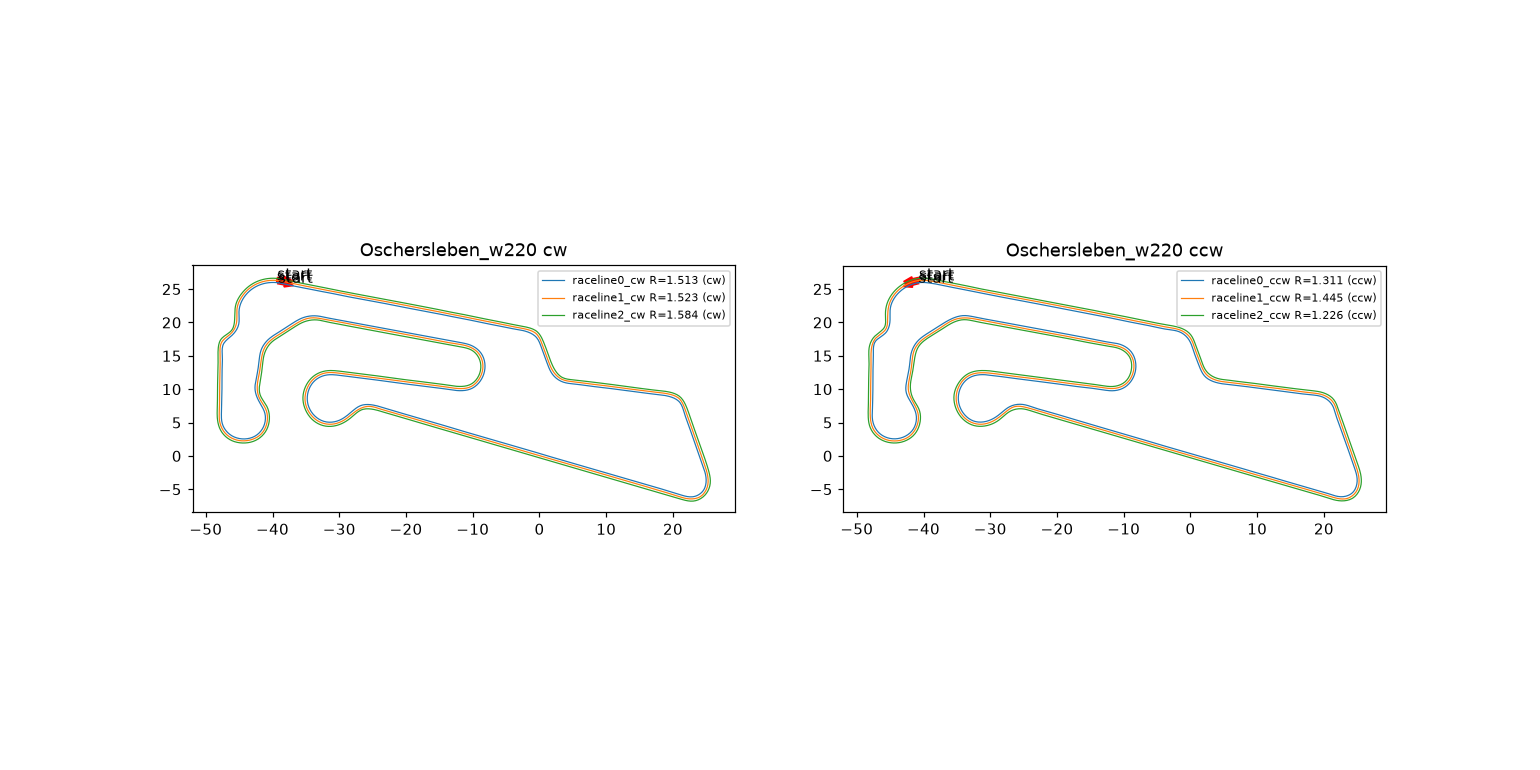 Oschersleben_w220 cw
start
start
raceline0_cw R=1.513 (cw)
raceline1_cw R=1.523 (cw)
raceline2_cw R=1.584 (cw)
25
20
15
10
5
0
−5
−50
−40
−30
−20
−10
0
10
20
Oschersleben_w220 ccw
start
start
raceline0_ccw R=1.311 (ccw)
raceline1_ccw R=1.445 (ccw)
raceline2_ccw R=1.226 (ccw)
25
20
15
10
5
0
−5
−50
−40
−30
−20
−10
0
10
20